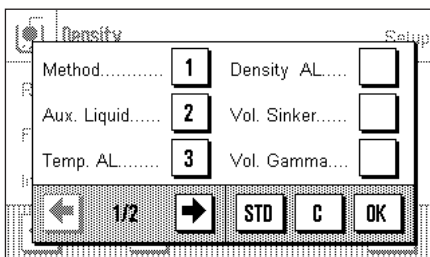 Density
Setup
Method............ 1 Density AL.....
Aux. Liquid...... 2 Vol. Sinker......
Temp. AL........ 3 Vol. Gamma....
1/2 STD C OK